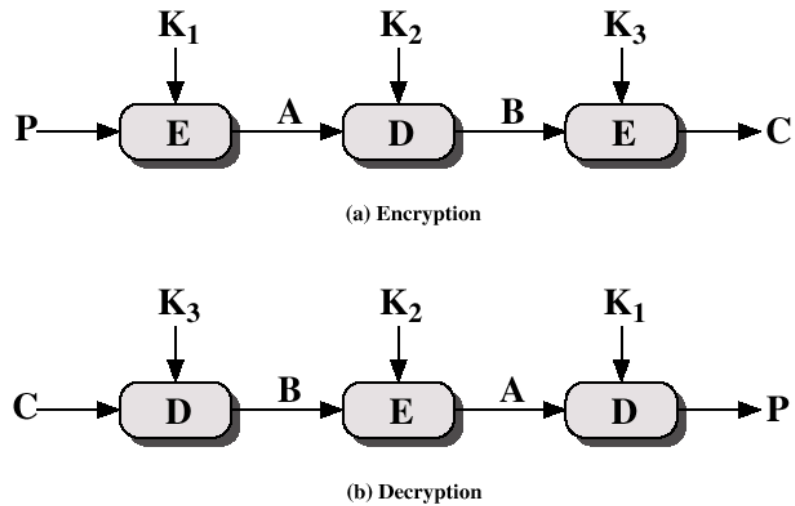 K1 K2 K3
P E A D B E C
(a) Encryption
K3 K2 K1
C D B E A D P
(b) Decryption